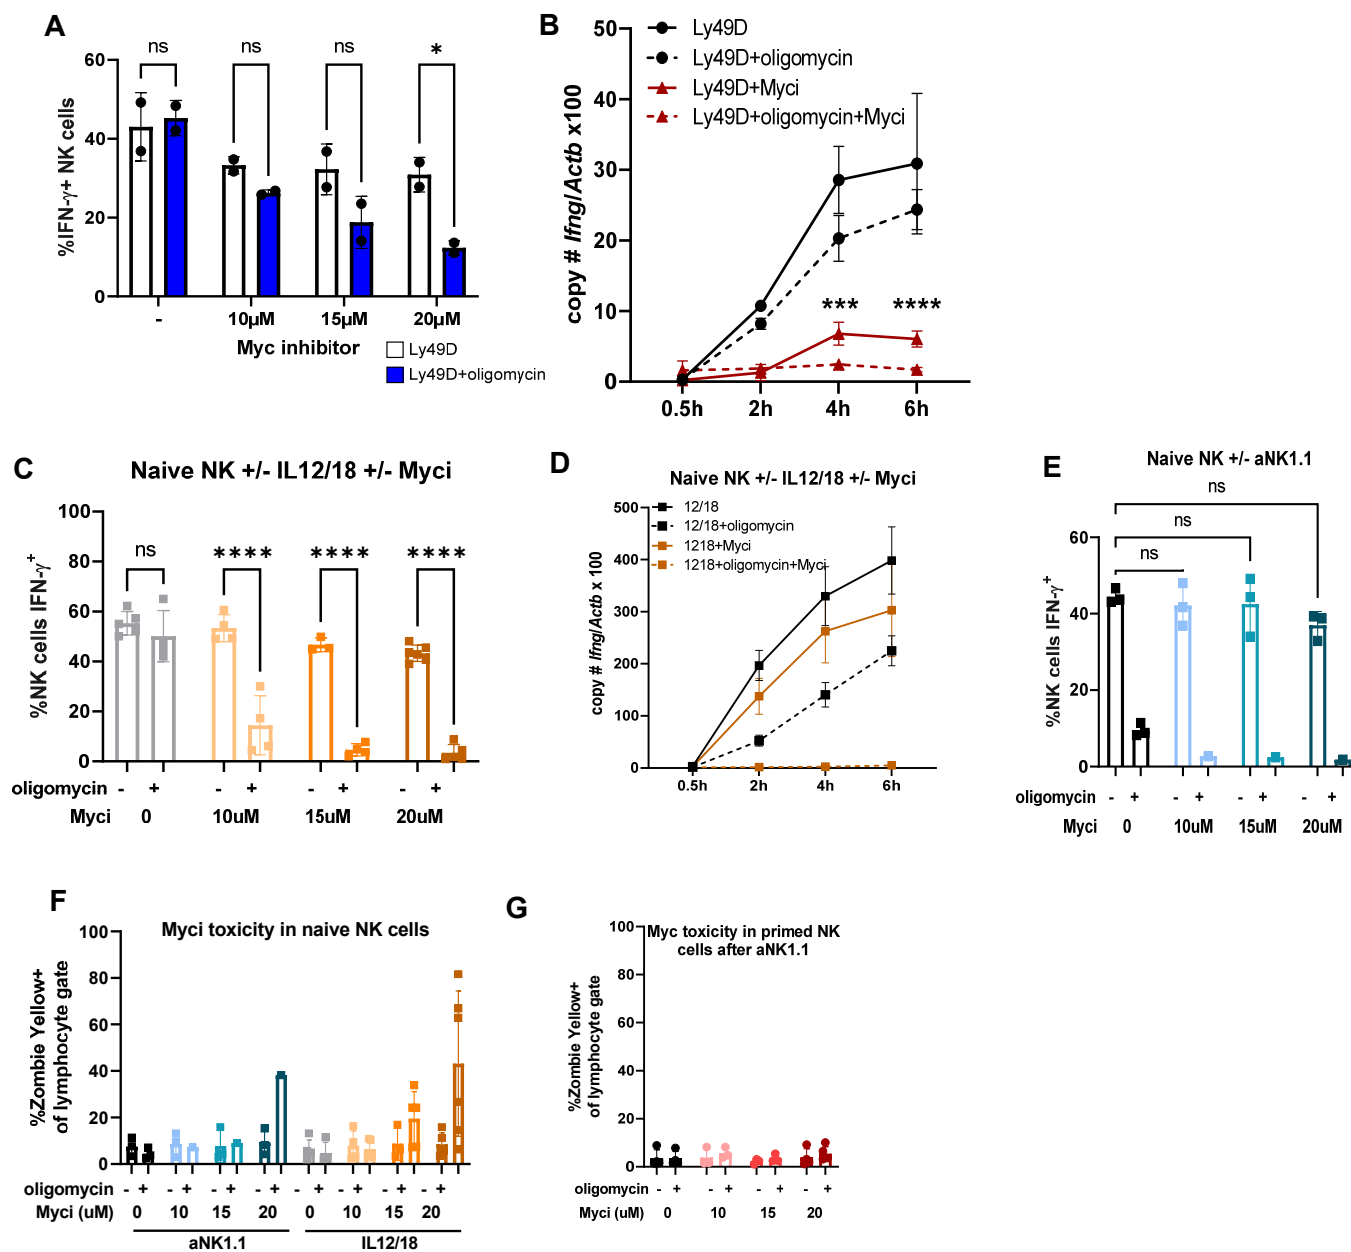 A
ns
ns
ns
*
60
40
20
0
%IFN-γ+ NK cells
-
10µM
15µM
20µM
Myc inhibitor
Ly49D
Ly49D+oligomycin
B
Ly49D
Ly49D+oligomycin
Ly49D+Myci
Ly49D+oligomycin+Myci
50
40
30
20
10
0
copy # Ifng/Actb x100
***
****
0.5h
2h
4h
6h
C
Naive NK +/- IL12/18 +/- Myci
100
80
60
40
20
0
%NK cells IFN-γ+
ns
****
****
****
oligomycin - + - + - + - +
Myci 0 10uM 15uM 20uM
D
Naive NK +/- IL12/18 +/- Myci
500
400
300
200
100
0
copy # Ifng/Actb x 100
12/18
12/18+oligomycin
1218+Myci
1218+oligomycin+Myci
0.5h
2h
4h
6h
E
Naive NK +/- aNK1.1
ns
ns
ns
60
40
20
0
%NK cells IFN-γ+
oligomycin - + - + - + - +
Myci 0 10uM 15uM 20uM
F
Myci toxicity in naive NK cells
100
80
60
40
20
0
%Zombie Yellow+
of lymphocyte gate
oligomycin - + - + - + - + - + - + - + - +
Myci (uM) 0 10 15 20 0 10 15 20
aNK1.1
IL12/18
G
Myc toxicity in primed NK
cells after aNK1.1
100
80
60
40
20
0
%Zombie Yellow+
of lymphocyte gate
oligomycin - + - + - + - +
Myci (uM) 0 10 15 20